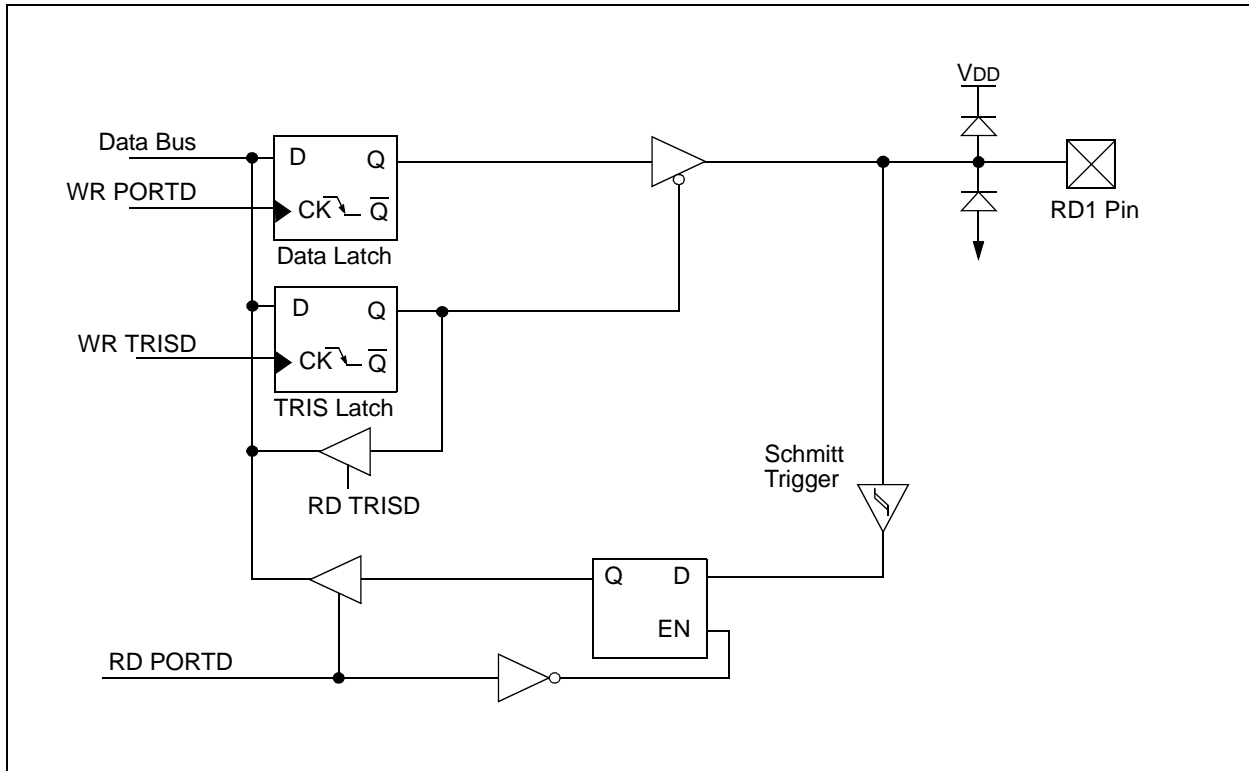 VDD
Data Bus
D Q
WR PORTD
CK Q̅
RD1 Pin
Data Latch
D Q
WR TRISD
CK Q̅
TRIS Latch
Schmitt
Trigger
RD TRISD
Q D
EN
RD PORTD